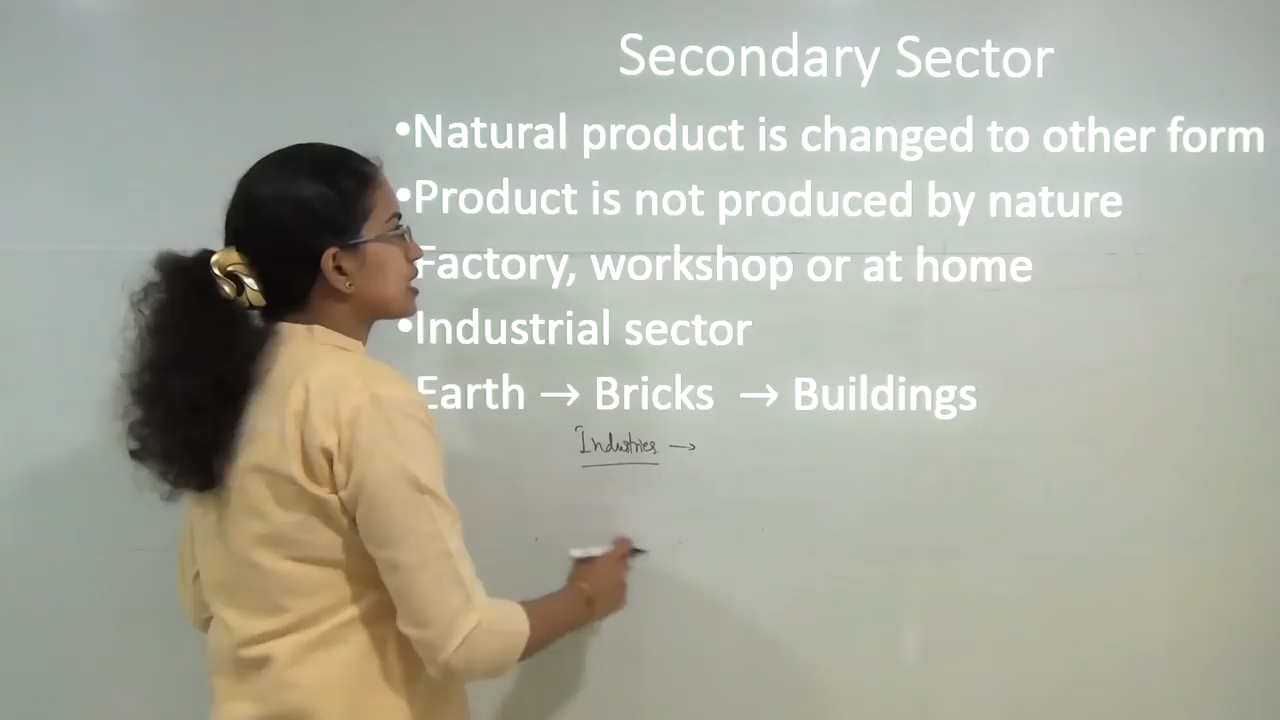 Secondary Sector
•Natural product is changed to other form
•Product is not produced by nature
Factory, workshop or at home
•Industrial sector
Earth → Bricks → Buildings
Industries →